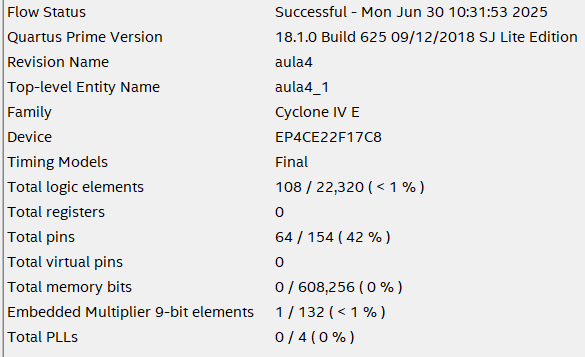 Flow Status Successful - Mon Jun 30 10:31:53 2025
Quartus Prime Version 18.1.0 Build 625 09/12/2018 SJ Lite Edition
Revision Name aula4
Top-level Entity Name aula4_1
Family Cyclone IV E
Device EP4CE22F17C8
Timing Models Final
Total logic elements 108 / 22,320 ( < 1 % )
Total registers 0
Total pins 64 / 154 ( 42 % )
Total virtual pins 0
Total memory bits 0 / 608,256 ( 0 % )
Embedded Multiplier 9-bit elements 1 / 132 ( < 1 % )
Total PLLs 0 / 4 ( 0 % )